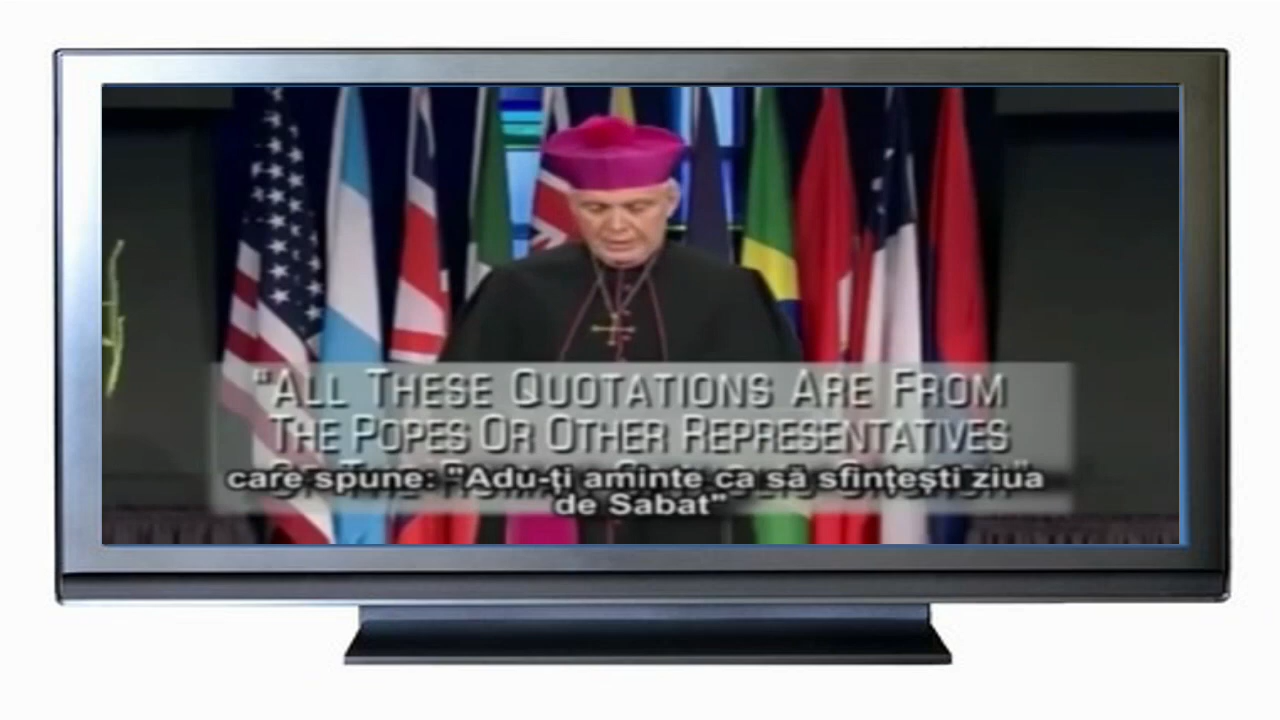 "ALL THESE QUOTATIONS ARE FROM
THE POPES OR OTHER REPRESENTATIVES
care spune: "Adu-ți aminte ca să sfințești ziua
de Sabat"